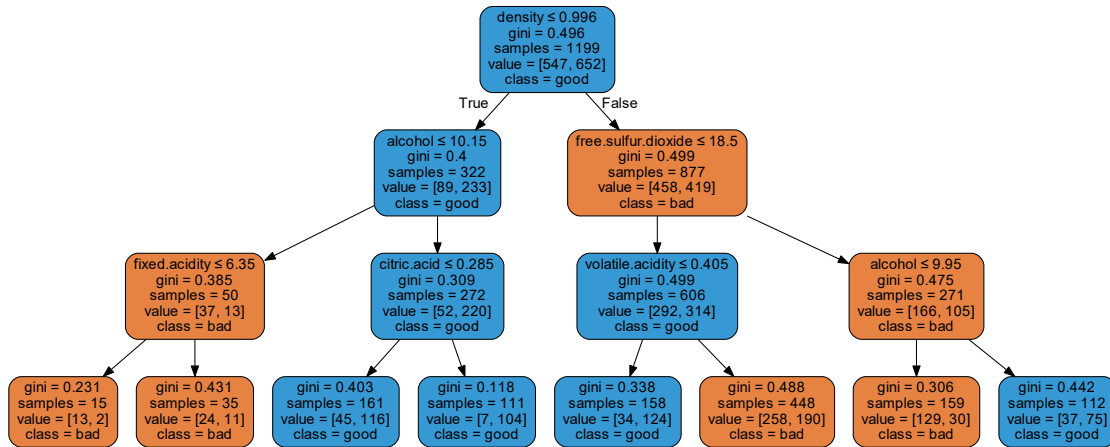 density ≤ 0.996
gini = 0.496
samples = 1199
value = [547, 652]
class = good
True
False
alcohol ≤ 10.15
gini = 0.4
samples = 322
value = [89, 233]
class = good
free.sulfur.dioxide ≤ 18.5
gini = 0.499
samples = 877
value = [458, 419]
class = bad
fixed.acidity ≤ 6.35
gini = 0.385
samples = 50
value = [37, 13]
class = bad
citric.acid ≤ 0.285
gini = 0.309
samples = 272
value = [52, 220]
class = good
volatile.acidity ≤ 0.405
gini = 0.499
samples = 606
value = [292, 314]
class = good
alcohol ≤ 9.95
gini = 0.475
samples = 271
value = [166, 105]
class = bad
gini = 0.231
samples = 15
value = [13, 2]
class = bad
gini = 0.431
samples = 35
value = [24, 11]
class = bad
gini = 0.403
samples = 161
value = [45, 116]
class = good
gini = 0.118
samples = 111
value = [7, 104]
class = good
gini = 0.338
samples = 158
value = [34, 124]
class = good
gini = 0.488
samples = 448
value = [258, 190]
class = bad
gini = 0.306
samples = 159
value = [129, 30]
class = bad
gini = 0.442
samples = 112
value = [37, 75]
class = good